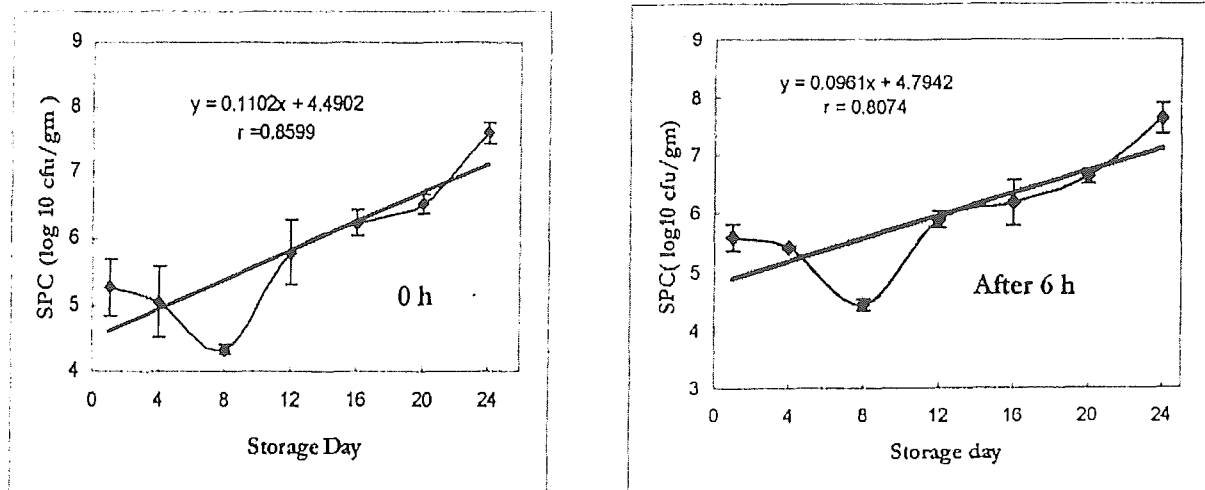 9
8
7
6
5
4
y = 0.1102x + 4.4902
r =0.8599
0 h
0 4 8 12 16 20 24
Storage Day
SPC (log 10 cfu/gm )
9
8
7
6
5
4
3
y = 0.0961x + 4.7942
r = 0.8074
After 6 h
0 4 8 12 16 20 24
Storage day
SPC( log10 cfu/gm)